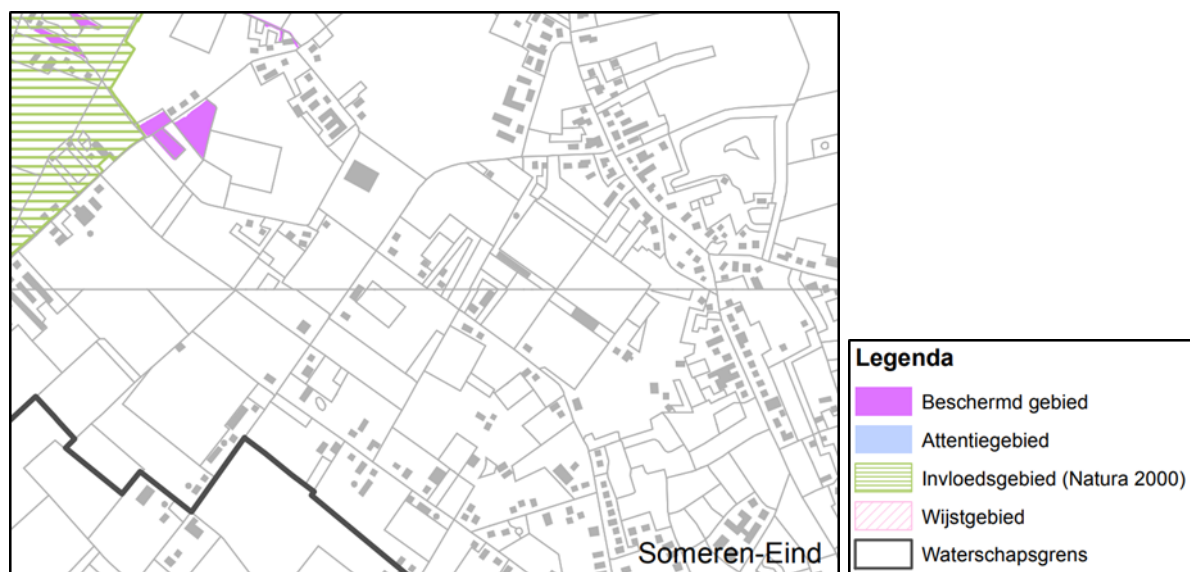 Someren-Eind
Legenda
Beschermd gebied
Attentiegebied
Invloedsgebied (Natura 2000)
Wijstgebied
Waterschapsgrens